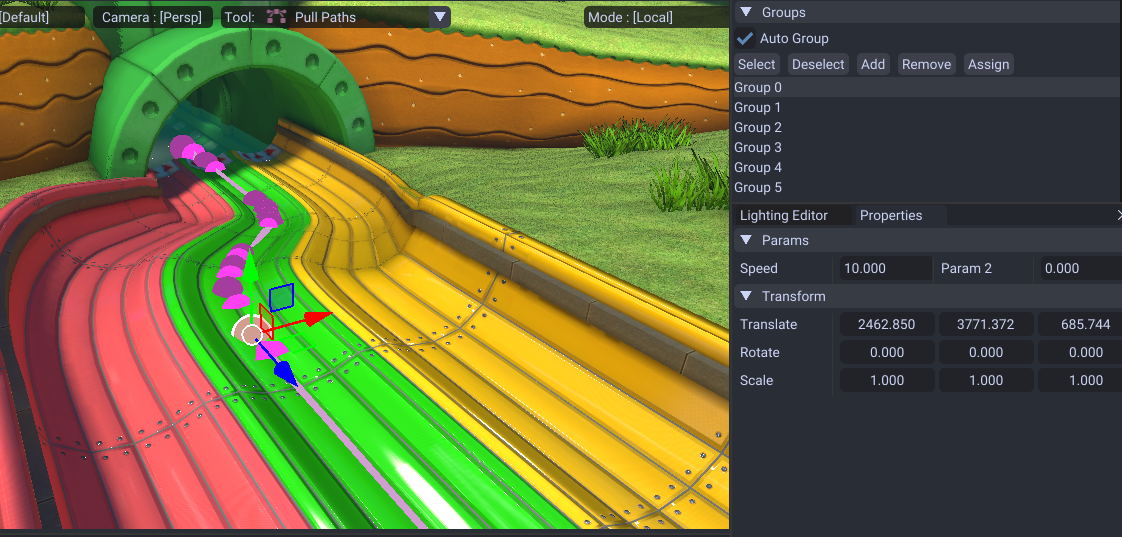 [Default] Camera : [Persp] Tool: Pull Paths Mode : [Local]
Groups
Auto Group
Select Deselect Add Remove Assign
Group 0
Group 1
Group 2
Group 3
Group 4
Group 5
Lighting Editor Properties
Params
Speed 10.000 Param 2 0.000
Transform
Translate 2462.850 3771.372 685.744
Rotate 0.000 0.000 0.000
Scale 1.000 1.000 1.000